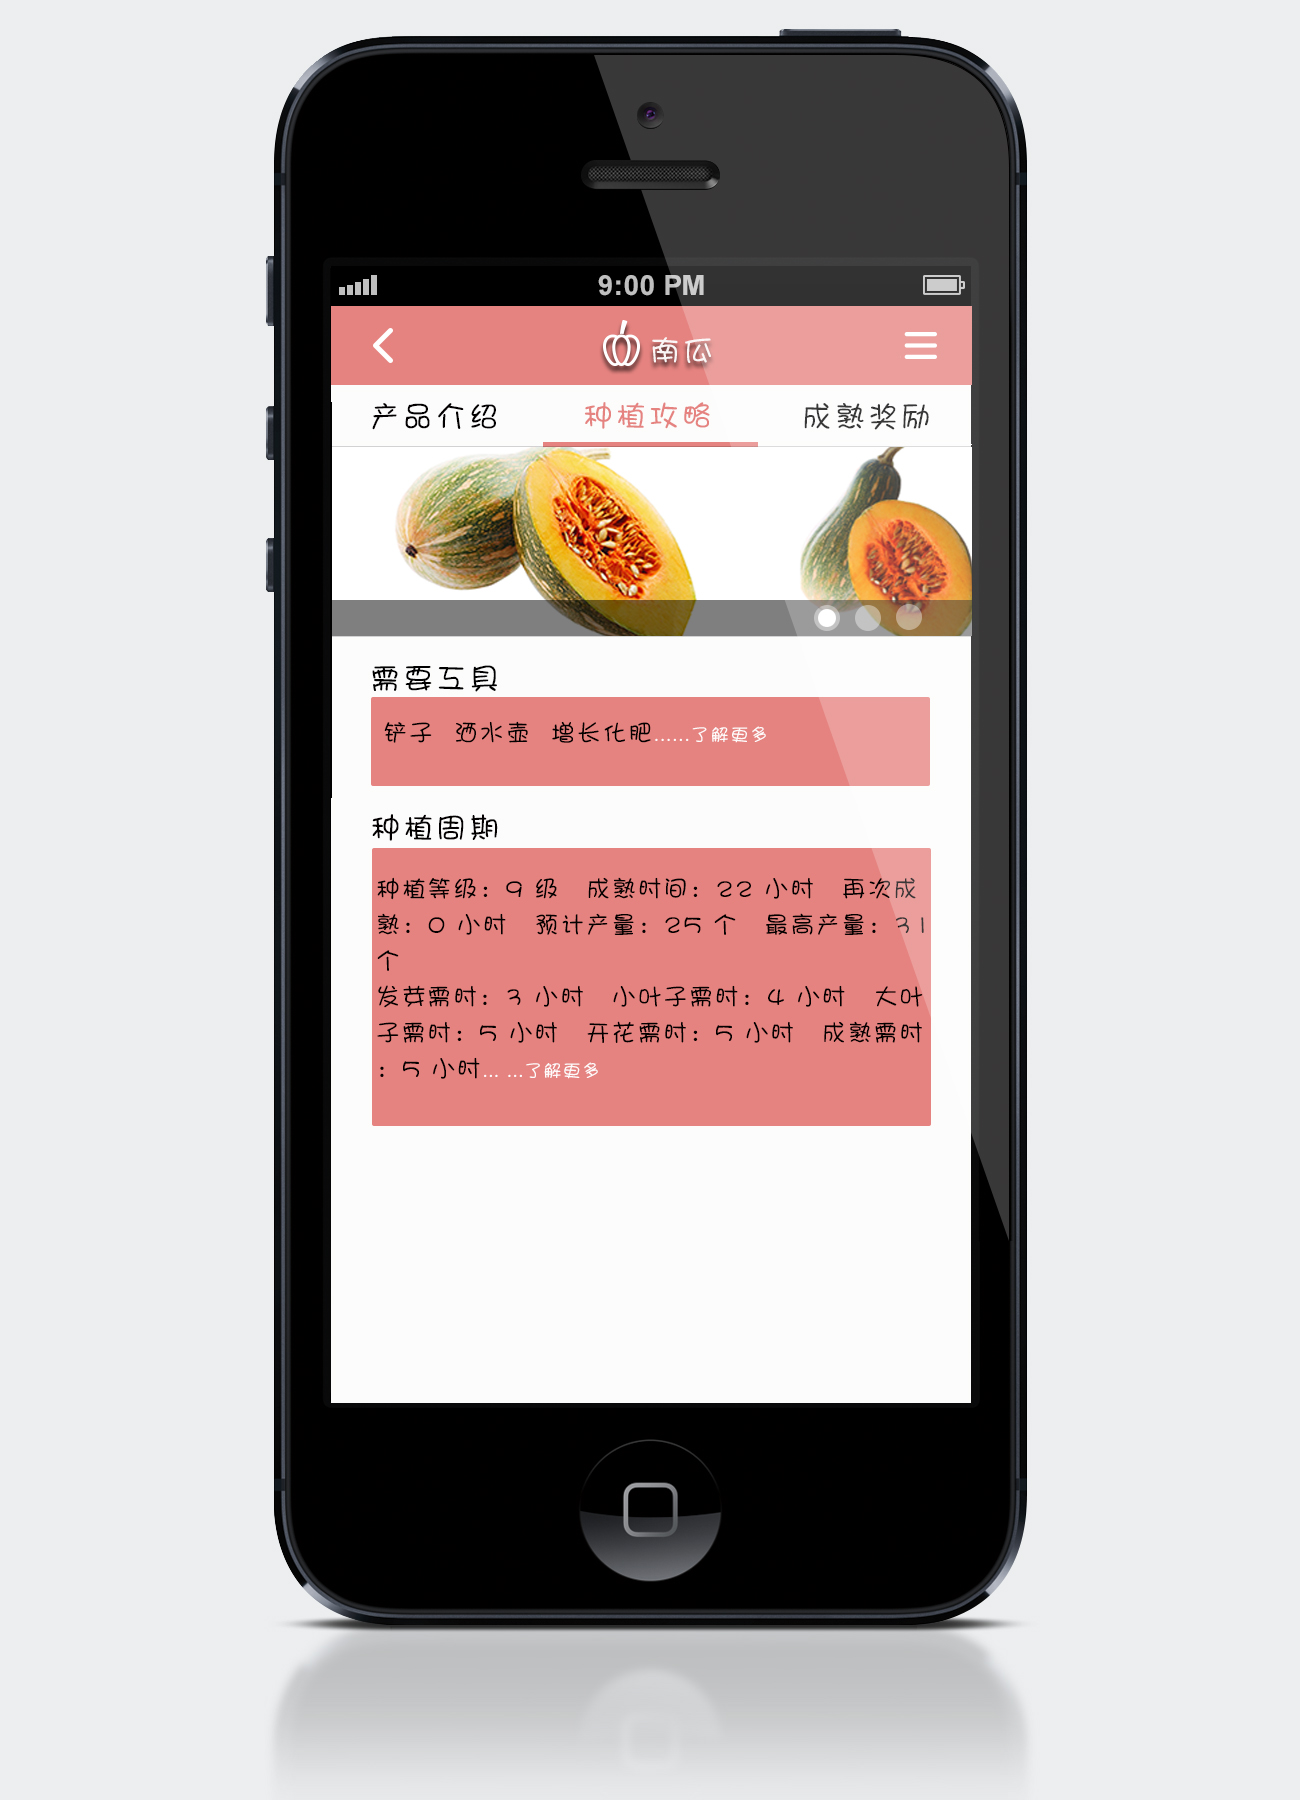 9:00 PM
南瓜
产品介绍 种植攻略 成熟奖励
需要工具
铲子 洒水壶 增长化肥......了解更多
种植周期
种植等级：9 级 成熟时间：22 小时 再次成
熟：0 小时 预计产量：25 个 最高产量：31
个
发芽需时：3 小时 小叶子需时：4 小时 大叶
子需时：5 小时 开花需时：5 小时 成熟需时
：5 小时... ...了解更多